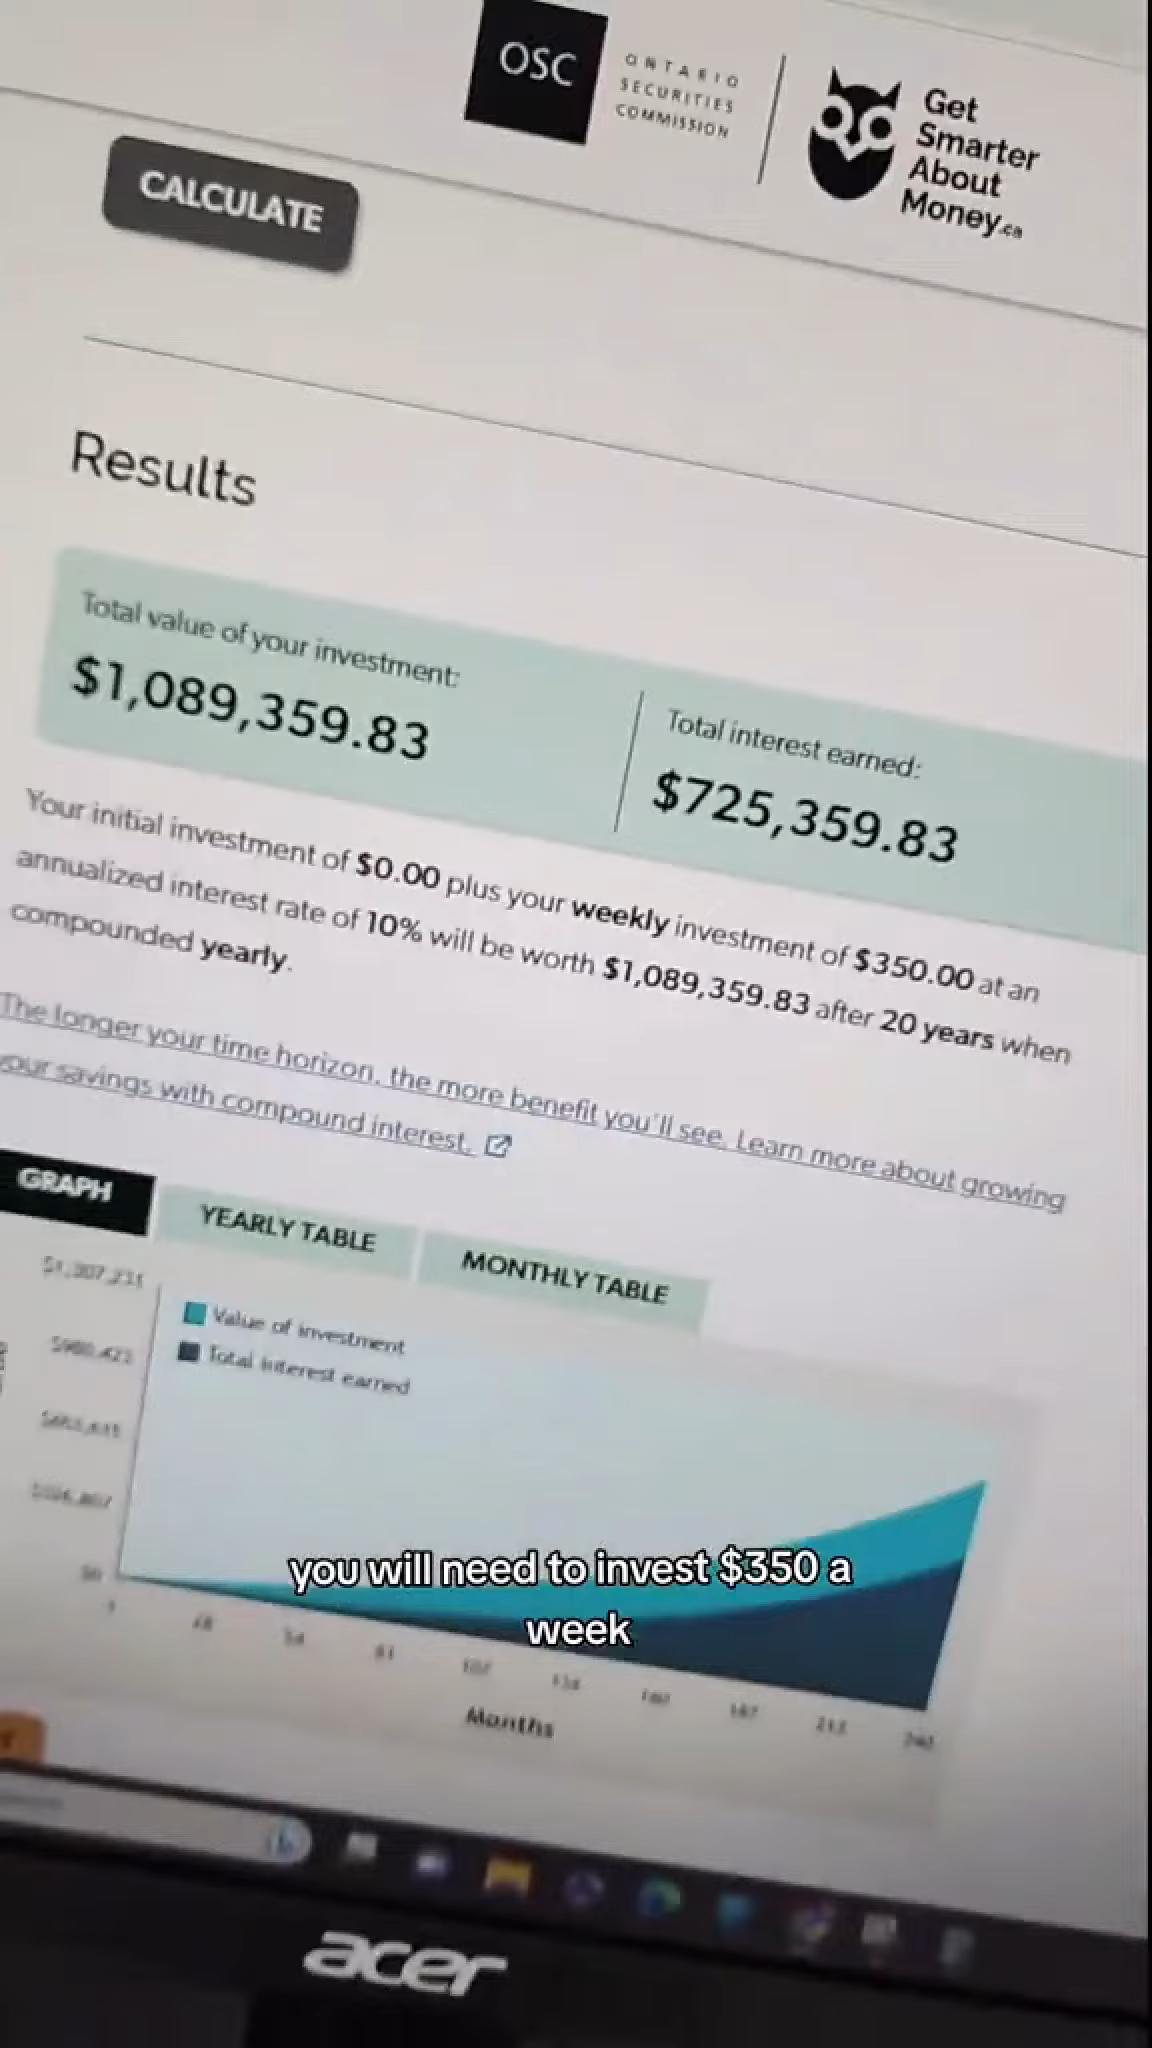 OSC
ONTARIO
SECURITIES
COMMISSION
Get
Smarter
About
Money.ca
CALCULATE
Results
Total value of your investment:
$1,089,359.83
Total interest earned:
$725,359.83
Your initial investment of $0.00 plus your weekly investment of $350.00 at an
annualized interest rate of 10% will be worth $1,089,359.83 after 20 years when
compounded yearly.
The longer your time horizon, the more benefit you'll see. Learn more about growing
your savings with compound interest.
GRAPH
YEARLY TABLE
MONTHLY TABLE
Value of investment
Total interest earned
$0
you will need to invest $350 a
week
Months
acer